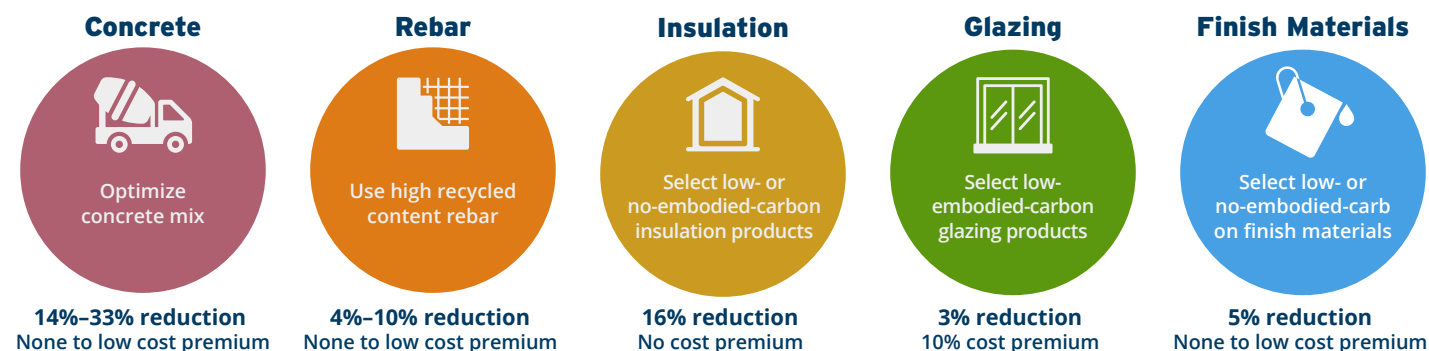 Concrete
Optimize
concrete mix
14%–33% reduction
None to low cost premium
Rebar
Use high recycled
content rebar
4%–10% reduction
None to low cost premium
Insulation
Select low- or
no-embodied-carbon
insulation products
16% reduction
No cost premium
Glazing
Select low-
embodied-carbon
glazing products
3% reduction
10% cost premium
Finish Materials
Select low- or
no-embodied-carb
on finish materials
5% reduction
None to low cost premium